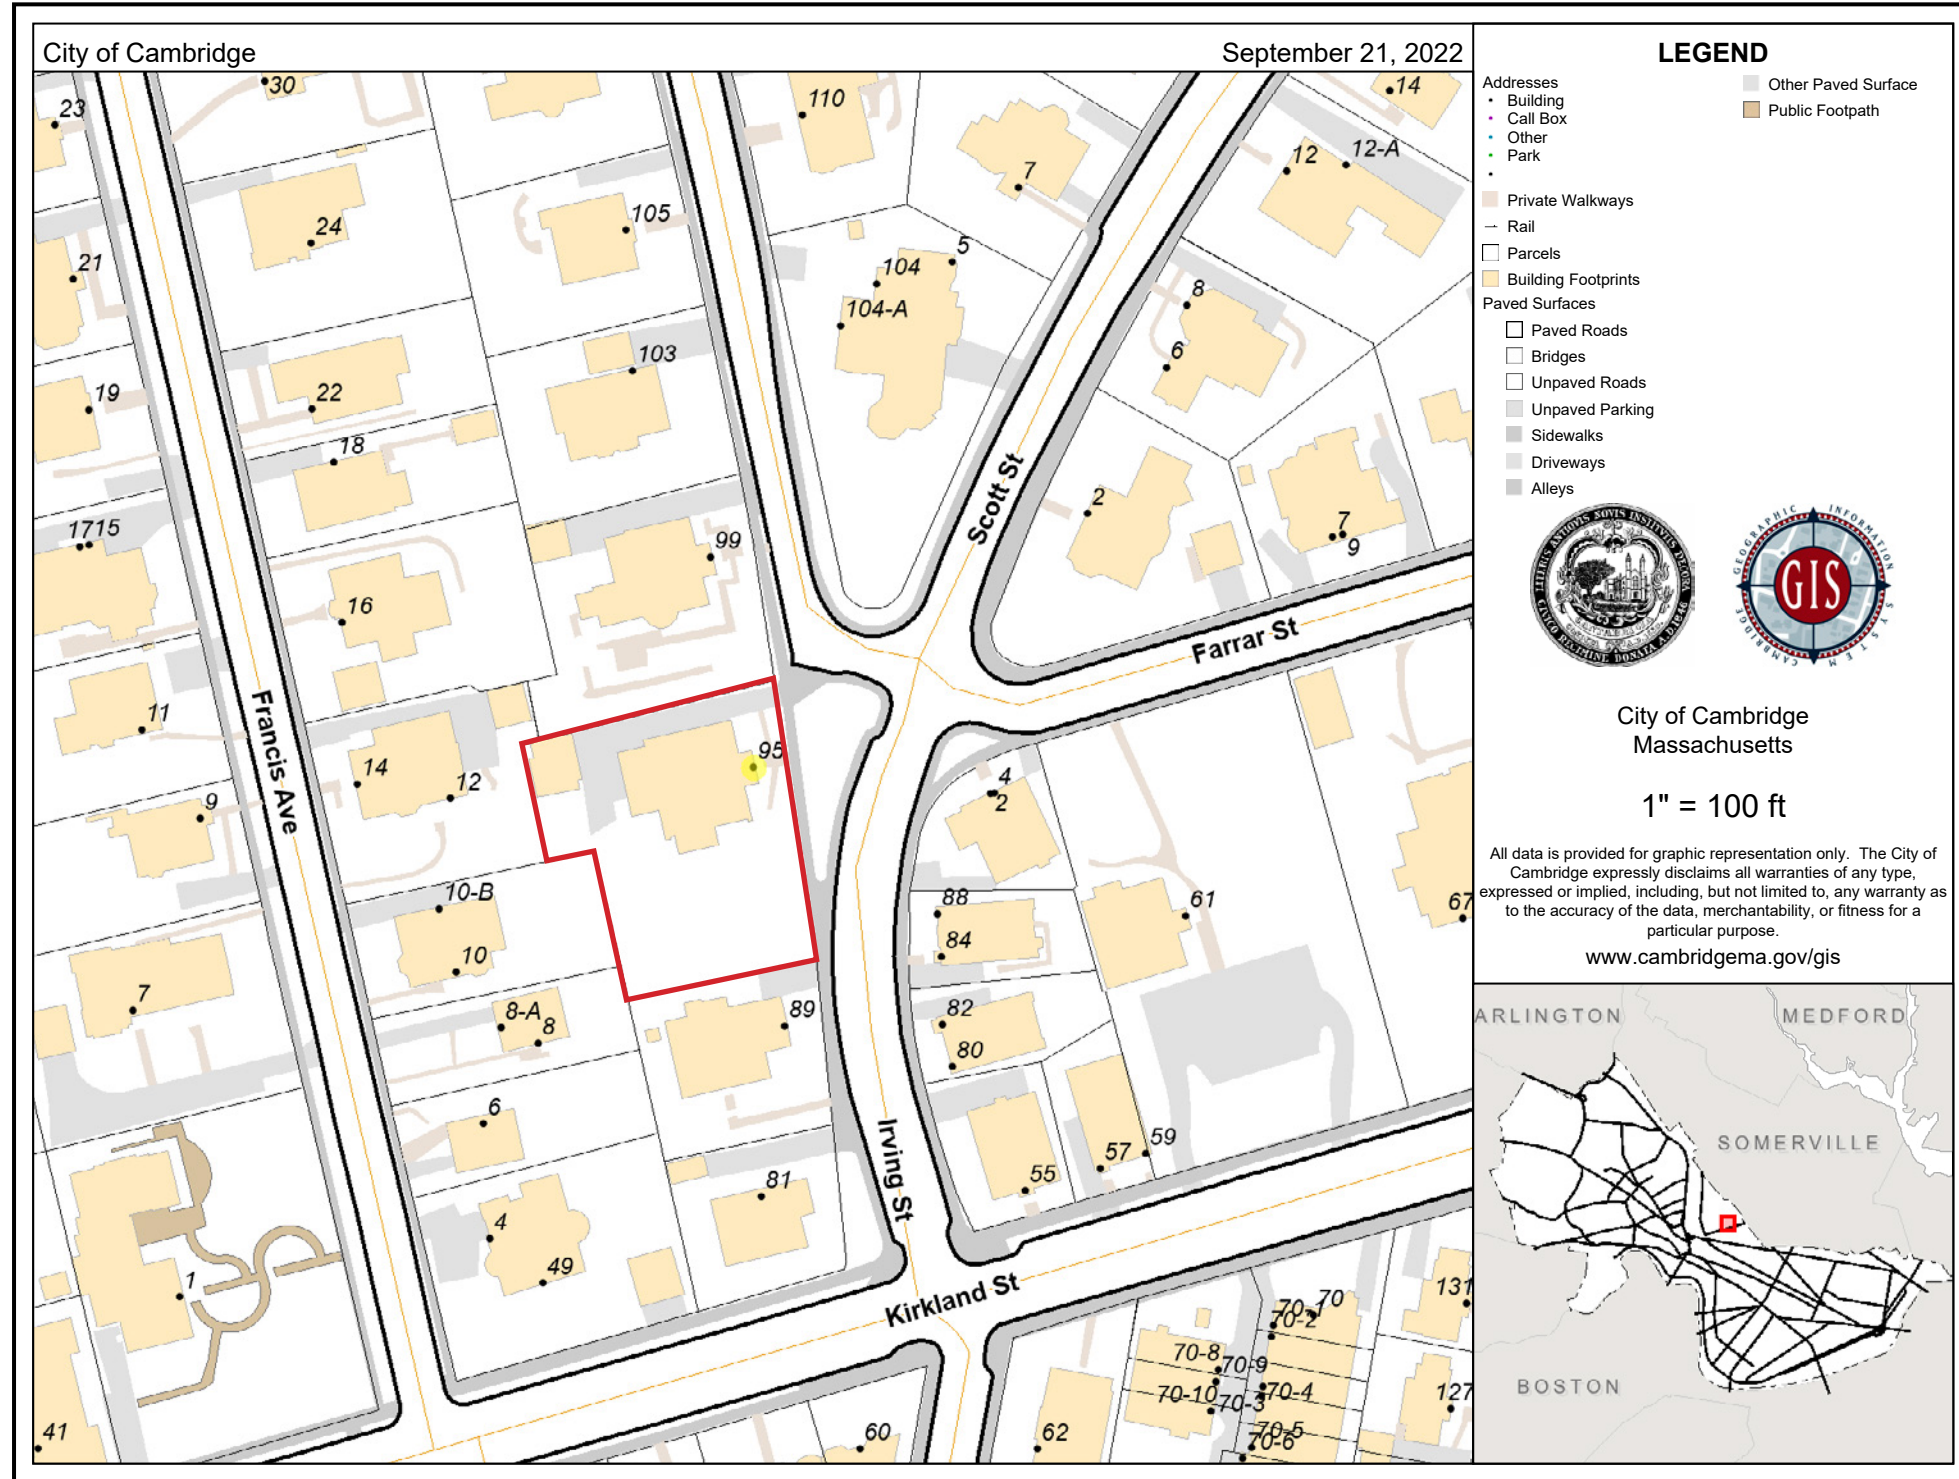 City of Cambridge
September 21, 2022
30
23
110
14
7
12
12-A
24
105
5
21
104
104-A
8
103
6
19
22
18
Scott St
2
1715
99
7
9
16
Farrar St
Francis Ave
11
95
14
12
4
2
9
10-B
88
61
67
84
10
7
8-A
8
89
82
80
6
Irving St
59
57
55
81
4
49
1
Kirkland St
131
70-1
70
70-2
70-8
70-9
70-10
70-4
70-3
127
70-5
70-6
41
60
62
LEGEND
Addresses
Building
Call Box
Other
Park
Private Walkways
Rail
Parcels
Building Footprints
Paved Surfaces
Paved Roads
Bridges
Unpaved Roads
Unpaved Parking
Sidewalks
Driveways
Alleys
Other Paved Surface
Public Footpath
GEOGRAPHIC INFORMATION SYSTEM
CAMBRIDGE
GIS
City of Cambridge
Massachusetts
1" = 100 ft
All data is provided for graphic representation only. The City of
Cambridge expressly disclaims all warranties of any type,
expressed or implied, including, but not limited to, any warranty as
to the accuracy of the data, merchantability, or fitness for a
particular purpose.
www.cambridgema.gov/gis
ARLINGTON
MEDFORD
SOMERVILLE
BOSTON